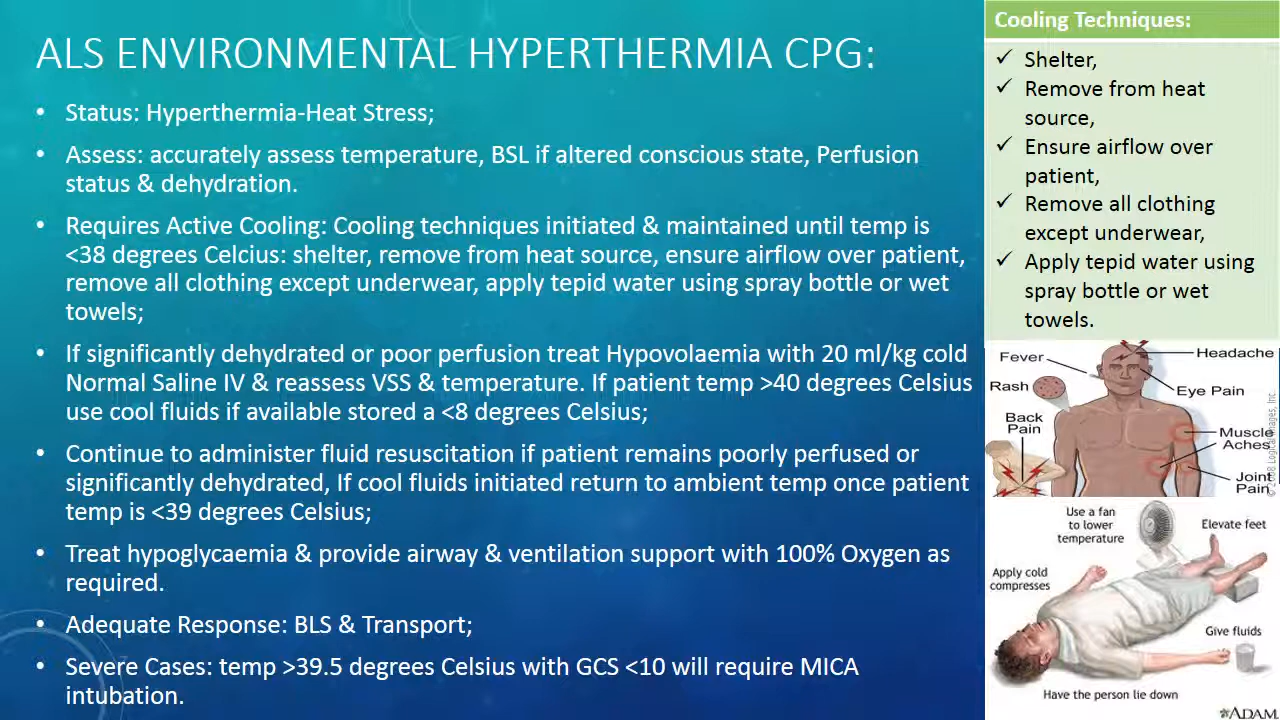 ALS ENVIRONMENTAL HYPERTHERMIA CPG:
• Status: Hyperthermia-Heat Stress;
• Assess: accurately assess temperature, BSL if altered conscious state, Perfusion
status & dehydration.
• Requires Active Cooling: Cooling techniques initiated & maintained until temp is
<38 degrees Celcius: shelter, remove from heat source, ensure airflow over patient,
remove all clothing except underwear, apply tepid water using spray bottle or wet
towels;
• If significantly dehydrated or poor perfusion treat Hypovolaemia with 20 ml/kg cold
Normal Saline IV & reassess VSS & temperature. If patient temp >40 degrees Celsius
use cool fluids if available stored a <8 degrees Celsius;
• Continue to administer fluid resuscitation if patient remains poorly perfused or
significantly dehydrated, If cool fluids initiated return to ambient temp once patient
temp is <39 degrees Celsius;
• Treat hypoglycaemia & provide airway & ventilation support with 100% Oxygen as
required.
• Adequate Response: BLS & Transport;
• Severe Cases: temp >39.5 degrees Celsius with GCS <10 will require MICA
intubation.
Cooling Techniques:
✓ Shelter,
✓ Remove from heat
source,
✓ Ensure airflow over
patient,
✓ Remove all clothing
except underwear,
✓ Apply tepid water using
spray bottle or wet
towels.
Fever
Headache
Rash
Eye Pain
Back
Pain
Muscle
Aches
Joint
Pain
Images, Inc.
Use a fan
to lower
temperature
Elevate feet
Apply cold
compresses
Give fluids
Have the person lie down
ADAM